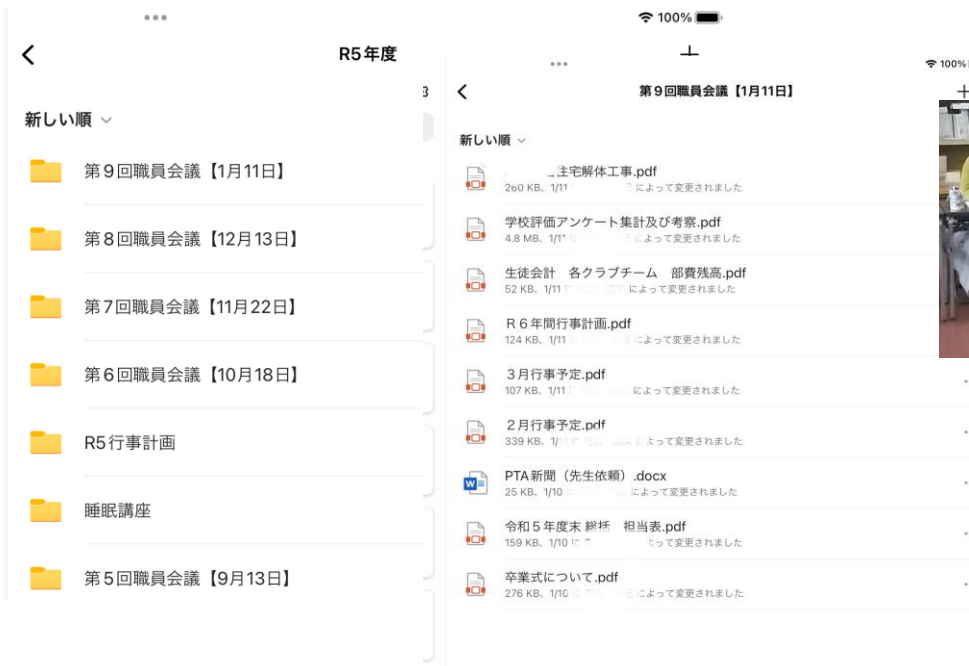 100%
R5年度
新しい順
第9回職員会議【1月11日】
第8回職員会議【12月13日】
第7回職員会議【11月22日】
第6回職員会議【10月18日】
R5行事計画
睡眠講座
第5回職員会議【9月13日】
100%
第9回職員会議【1月11日】
新しい順
住宅解体工事.pdf
260 KB、1/11 によって変更されました
学校評価アンケート集計及び考察.pdf
4.8 MB、1/1 によって変更されました
生徒会計　各クラブチーム　部費残高.pdf
52 KB、1/11 によって変更されました
R６年間行事計画.pdf
124 KB、1/11 によって変更されました
３月行事予定.pdf
107 KB、1/11 によって変更されました
２月行事予定.pdf
339 KB、1/11 よって変更されました
PTA新聞（先生依頼）.docx
25 KB、1/10 によって変更されました
令和５年度末 総括　担当表.pdf
159 KB、1/10 よって変更されました
卒業式について.pdf
276 KB、1/10 によって変更されました